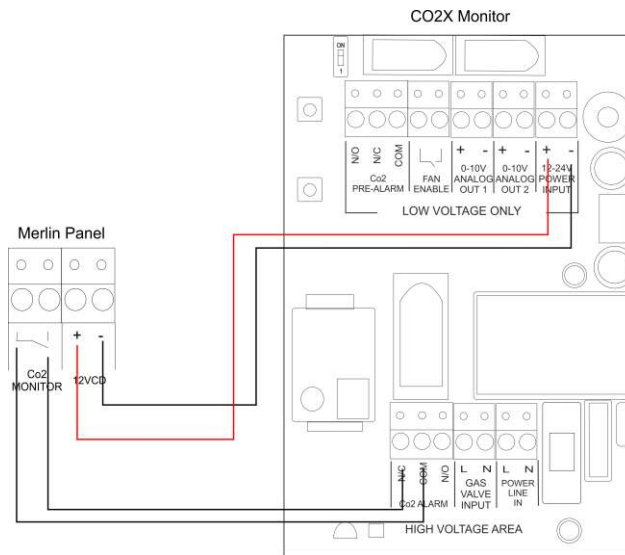 CO2X Monitor
ON
1
N/O
N/C
COM
Co2
PRE-ALARM
FAN
ENABLE
+ -
0-10V
ANALOG
OUT 1
+ -
0-10V
ANALOG
OUT 2
+ -
12-24V
POWER
INPUT
LOW VOLTAGE ONLY
Merlin Panel
Co2
MONITOR
+ -
12VCD
N/C
COM
N/O
Co2 ALARM
L N
GAS
VALVE
INPUT
L N
POWER
LINE
IN
HIGH VOLTAGE AREA